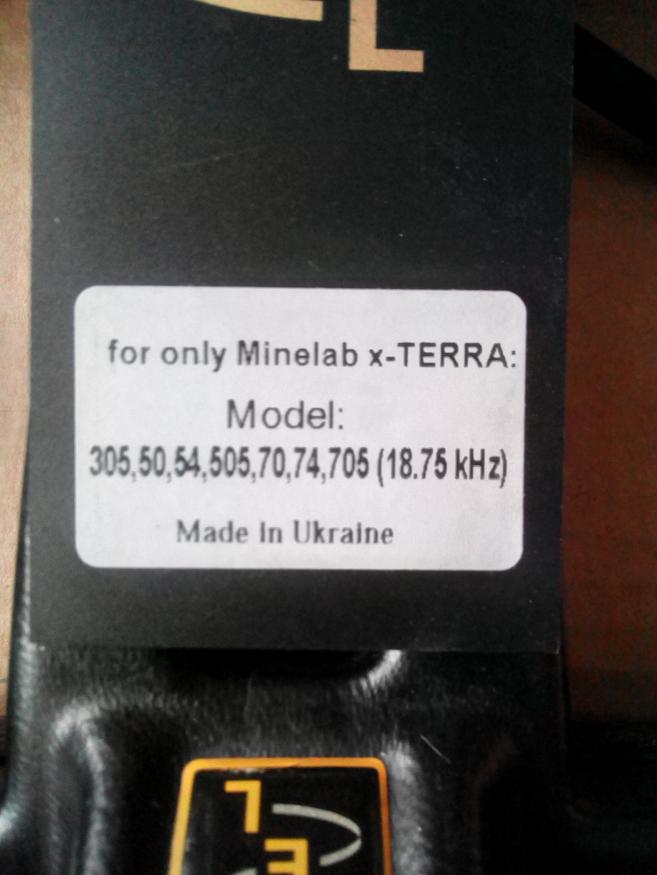 L
for only Minelab x-TERRA:
Model:
305,50,54,505,70,74,705 (18.75 kHz)
Made in Ukraine
L
E